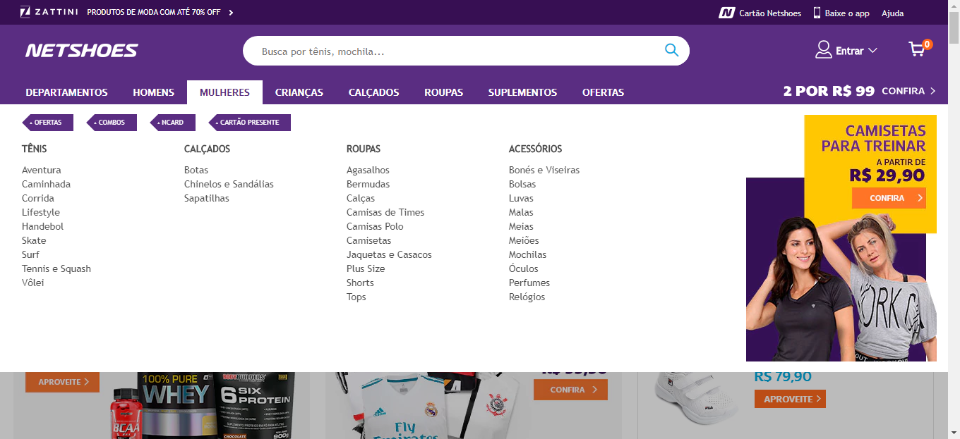 ZATTINI PRODUTOS DE MODA COM ATÉ 70% OFF
Cartão Netshoes Baixe o app Ajuda
NETSHOES
Busca por tênis, mochila...
Entrar
0
DEPARTAMENTOS HOMENS MULHERES CRIANÇAS CALÇADOS ROUPAS SUPLEMENTOS OFERTAS
2 POR R$ 99 CONFIRA
OFERTAS COMBOS NCARD CARTÃO PRESENTE
TÊNIS
Aventura
Caminhada
Corrida
Lifestyle
Handebol
Skate
Surf
Tennis e Squash
Vôlei
CALÇADOS
Botas
Chinelos e Sandálias
Sapatilhas
ROUPAS
Agasalhos
Bermudas
Calças
Camisas de Times
Camisas Polo
Camisetas
Jaquetas e Casacos
Plus Size
Shorts
Tops
ACESSÓRIOS
Bonés e Viseiras
Bolsas
Luvas
Malas
Meias
Meiões
Mochilas
Óculos
Perfumes
Relógios
CAMISETAS
PARA TREINAR
A PARTIR DE
R$ 29,90
CONFIRA
APROVEITE
100% PURE
WHEY
BCAA
6 SIX
PROTEIN
CHOCOLATE
900g
Fly
Emirates
CONFIRA
R$ 79,90
APROVEITE